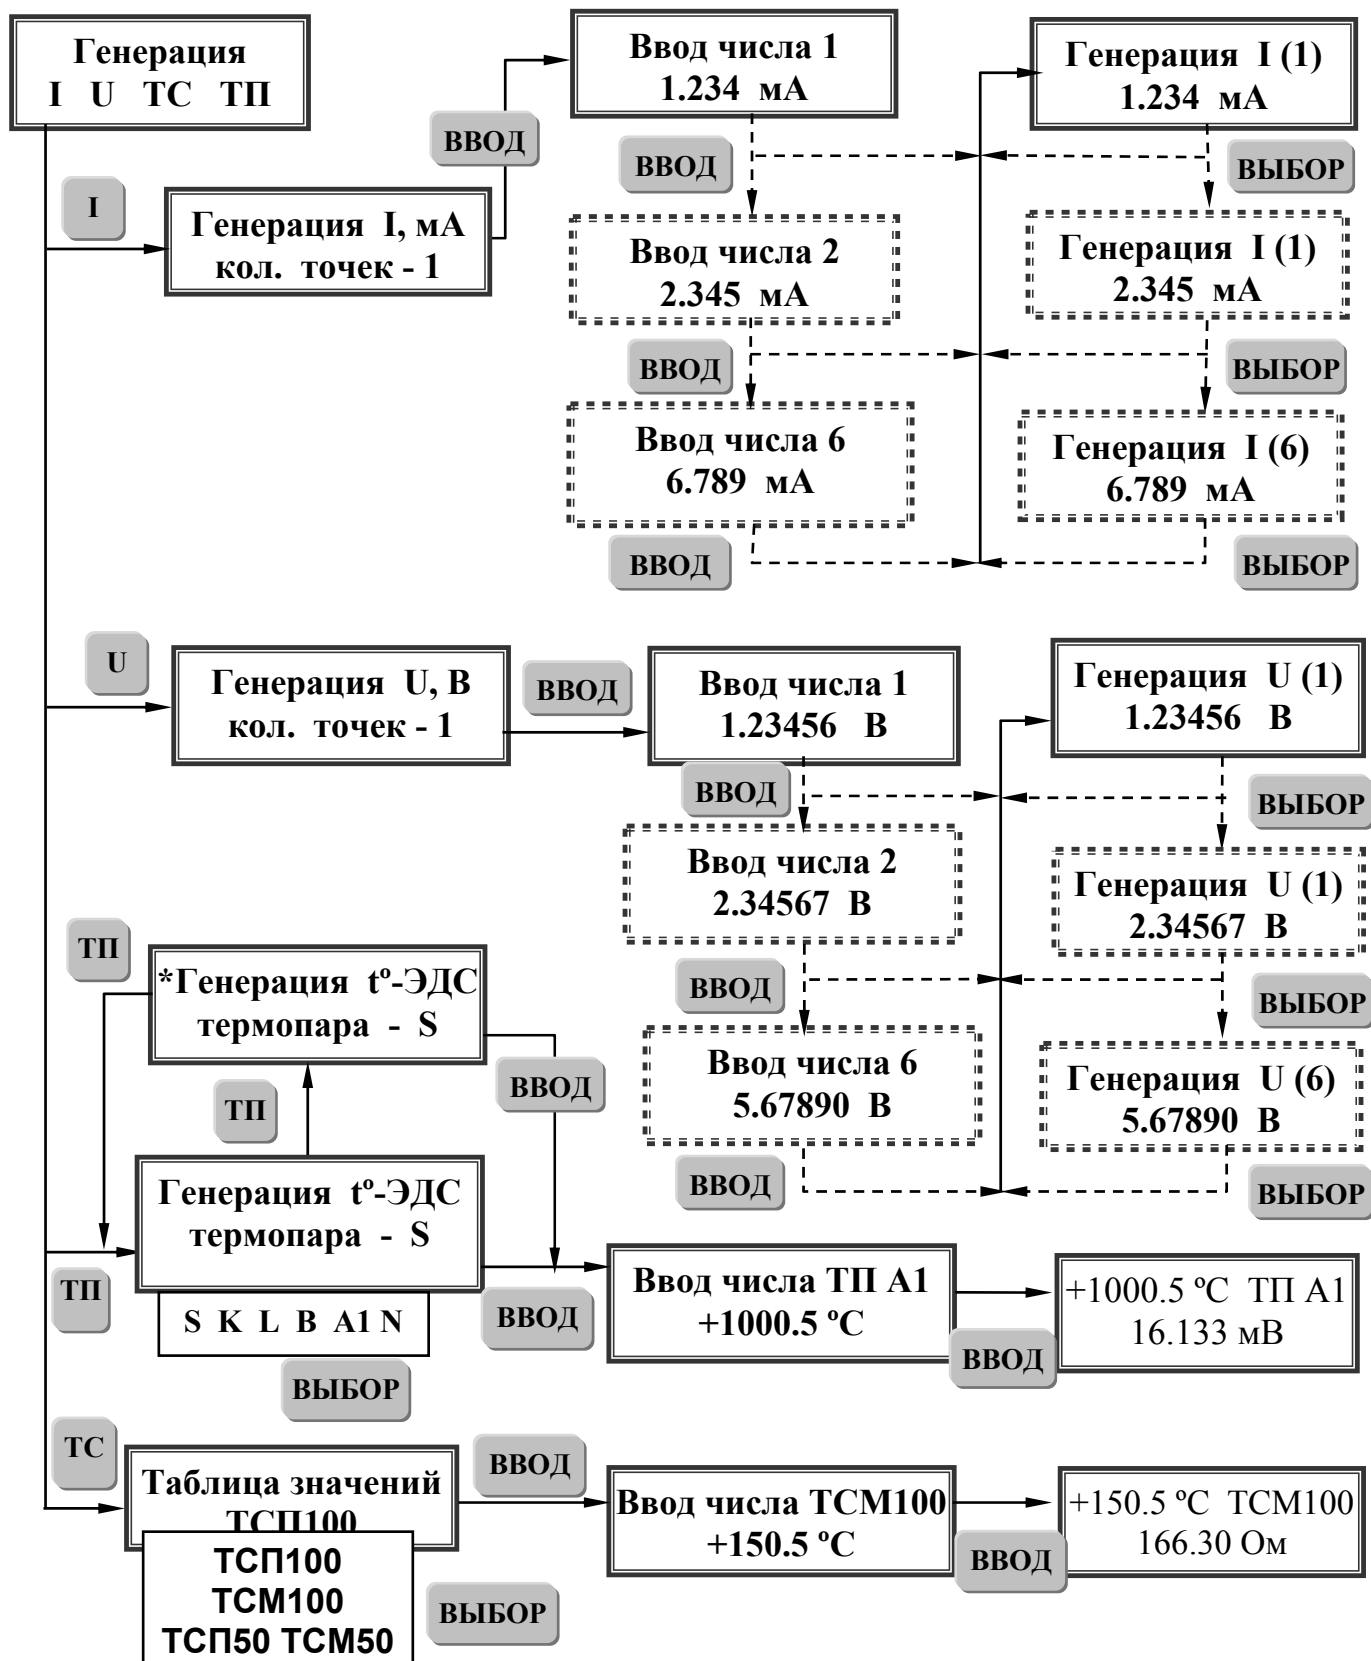 Генерация
I U ТС ТП
ВВОД
Ввод числа 1
1.234 мА
Генерация I (1)
1.234 мА
I
Генерация I, мА
кол. точек - 1
ВВОД
ВЫБОР
Ввод числа 2
2.345 мА
Генерация I (1)
2.345 мА
ВВОД
ВЫБОР
Ввод числа 6
6.789 мА
Генерация I (6)
6.789 мА
ВВОД
ВЫБОР
U
Генерация U, В
кол. точек - 1
ВВОД
Ввод числа 1
1.23456 В
Генерация U (1)
1.23456 В
ВВОД
ВЫБОР
Ввод числа 2
2.34567 В
Генерация U (1)
2.34567 В
ВВОД
ВЫБОР
Ввод числа 6
5.67890 В
Генерация U (6)
5.67890 В
ВВОД
ВЫБОР
ТП
*Генерация tº-ЭДС
термопара - S
ВВОД
ТП
Генерация tº-ЭДС
термопара - S
ТП
S K L B A1 N
ВЫБОР
ВВОД
Ввод числа ТП А1
+1000.5 ºС
ВВОД
+1000.5 ºС ТП А1
16.133 мВ
ТС
Таблица значений
ТСП100
ТСП100
ТСМ100
ТСП50 ТСМ50
ВЫБОР
ВВОД
Ввод числа ТСМ100
+150.5 ºС
ВВОД
+150.5 ºС ТСМ100
166.30 Ом